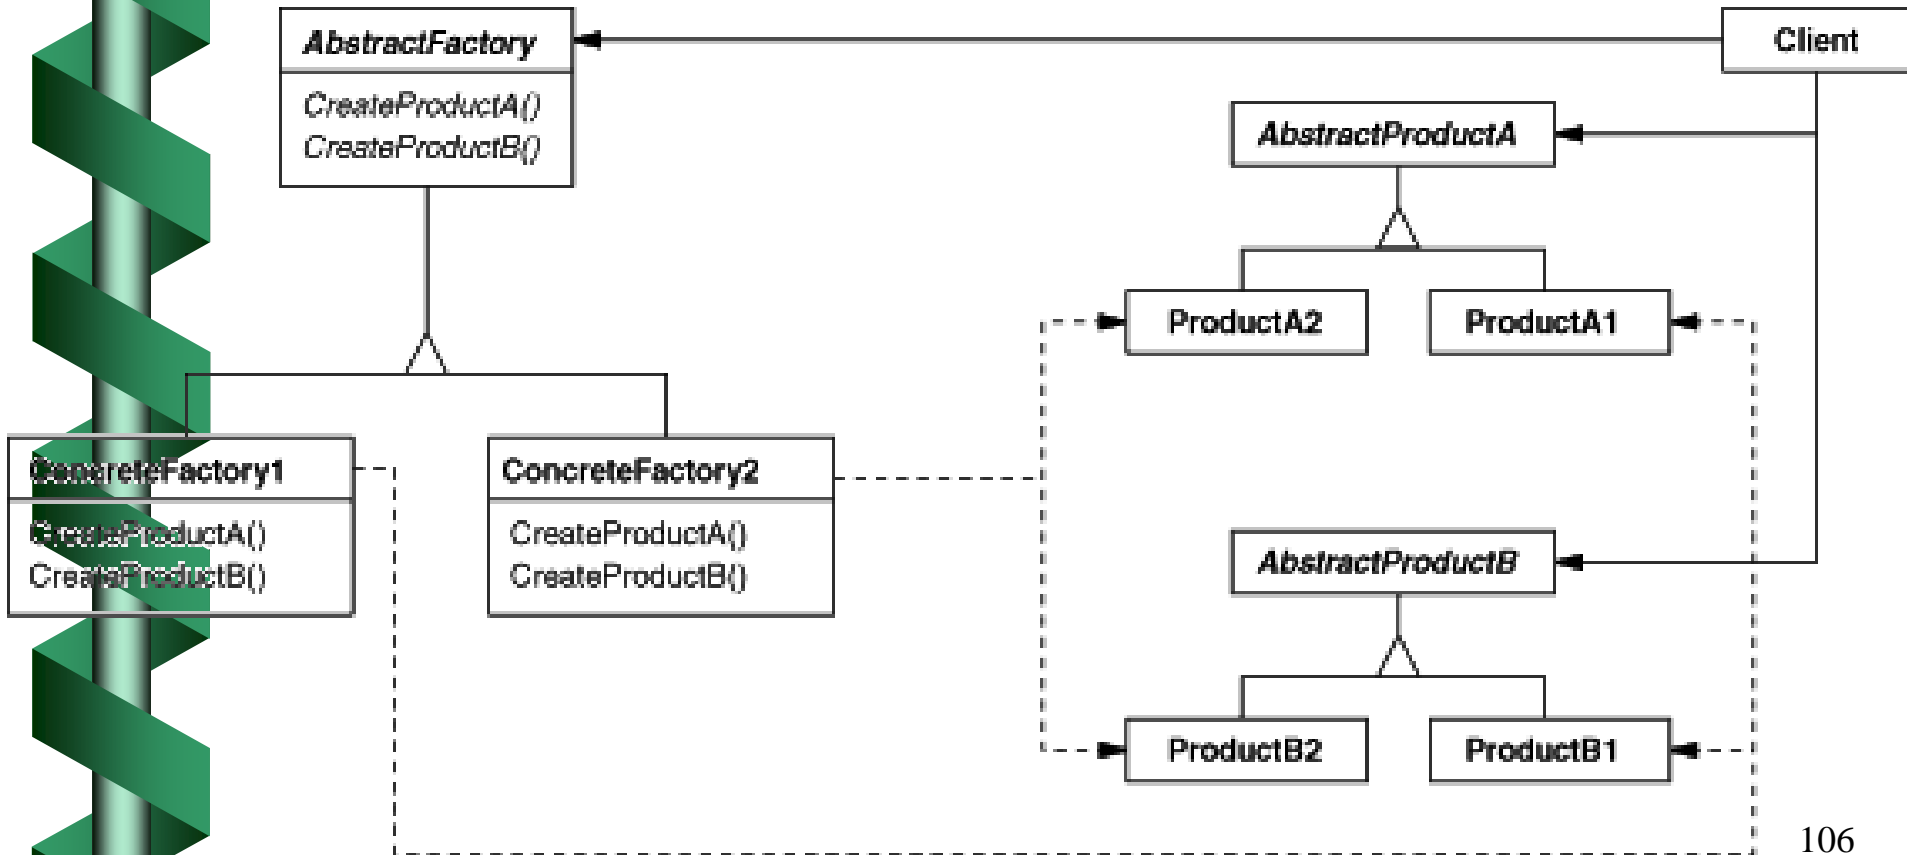 AbstractFactory
CreateProductA()
CreateProductB()
Client
AbstractProductA
ProductA2
ProductA1
ConcreteFactory1
CreateProductA()
CreateProductB()
ConcreteFactory2
CreateProductA()
CreateProductB()
AbstractProductB
ProductB2
ProductB1
106